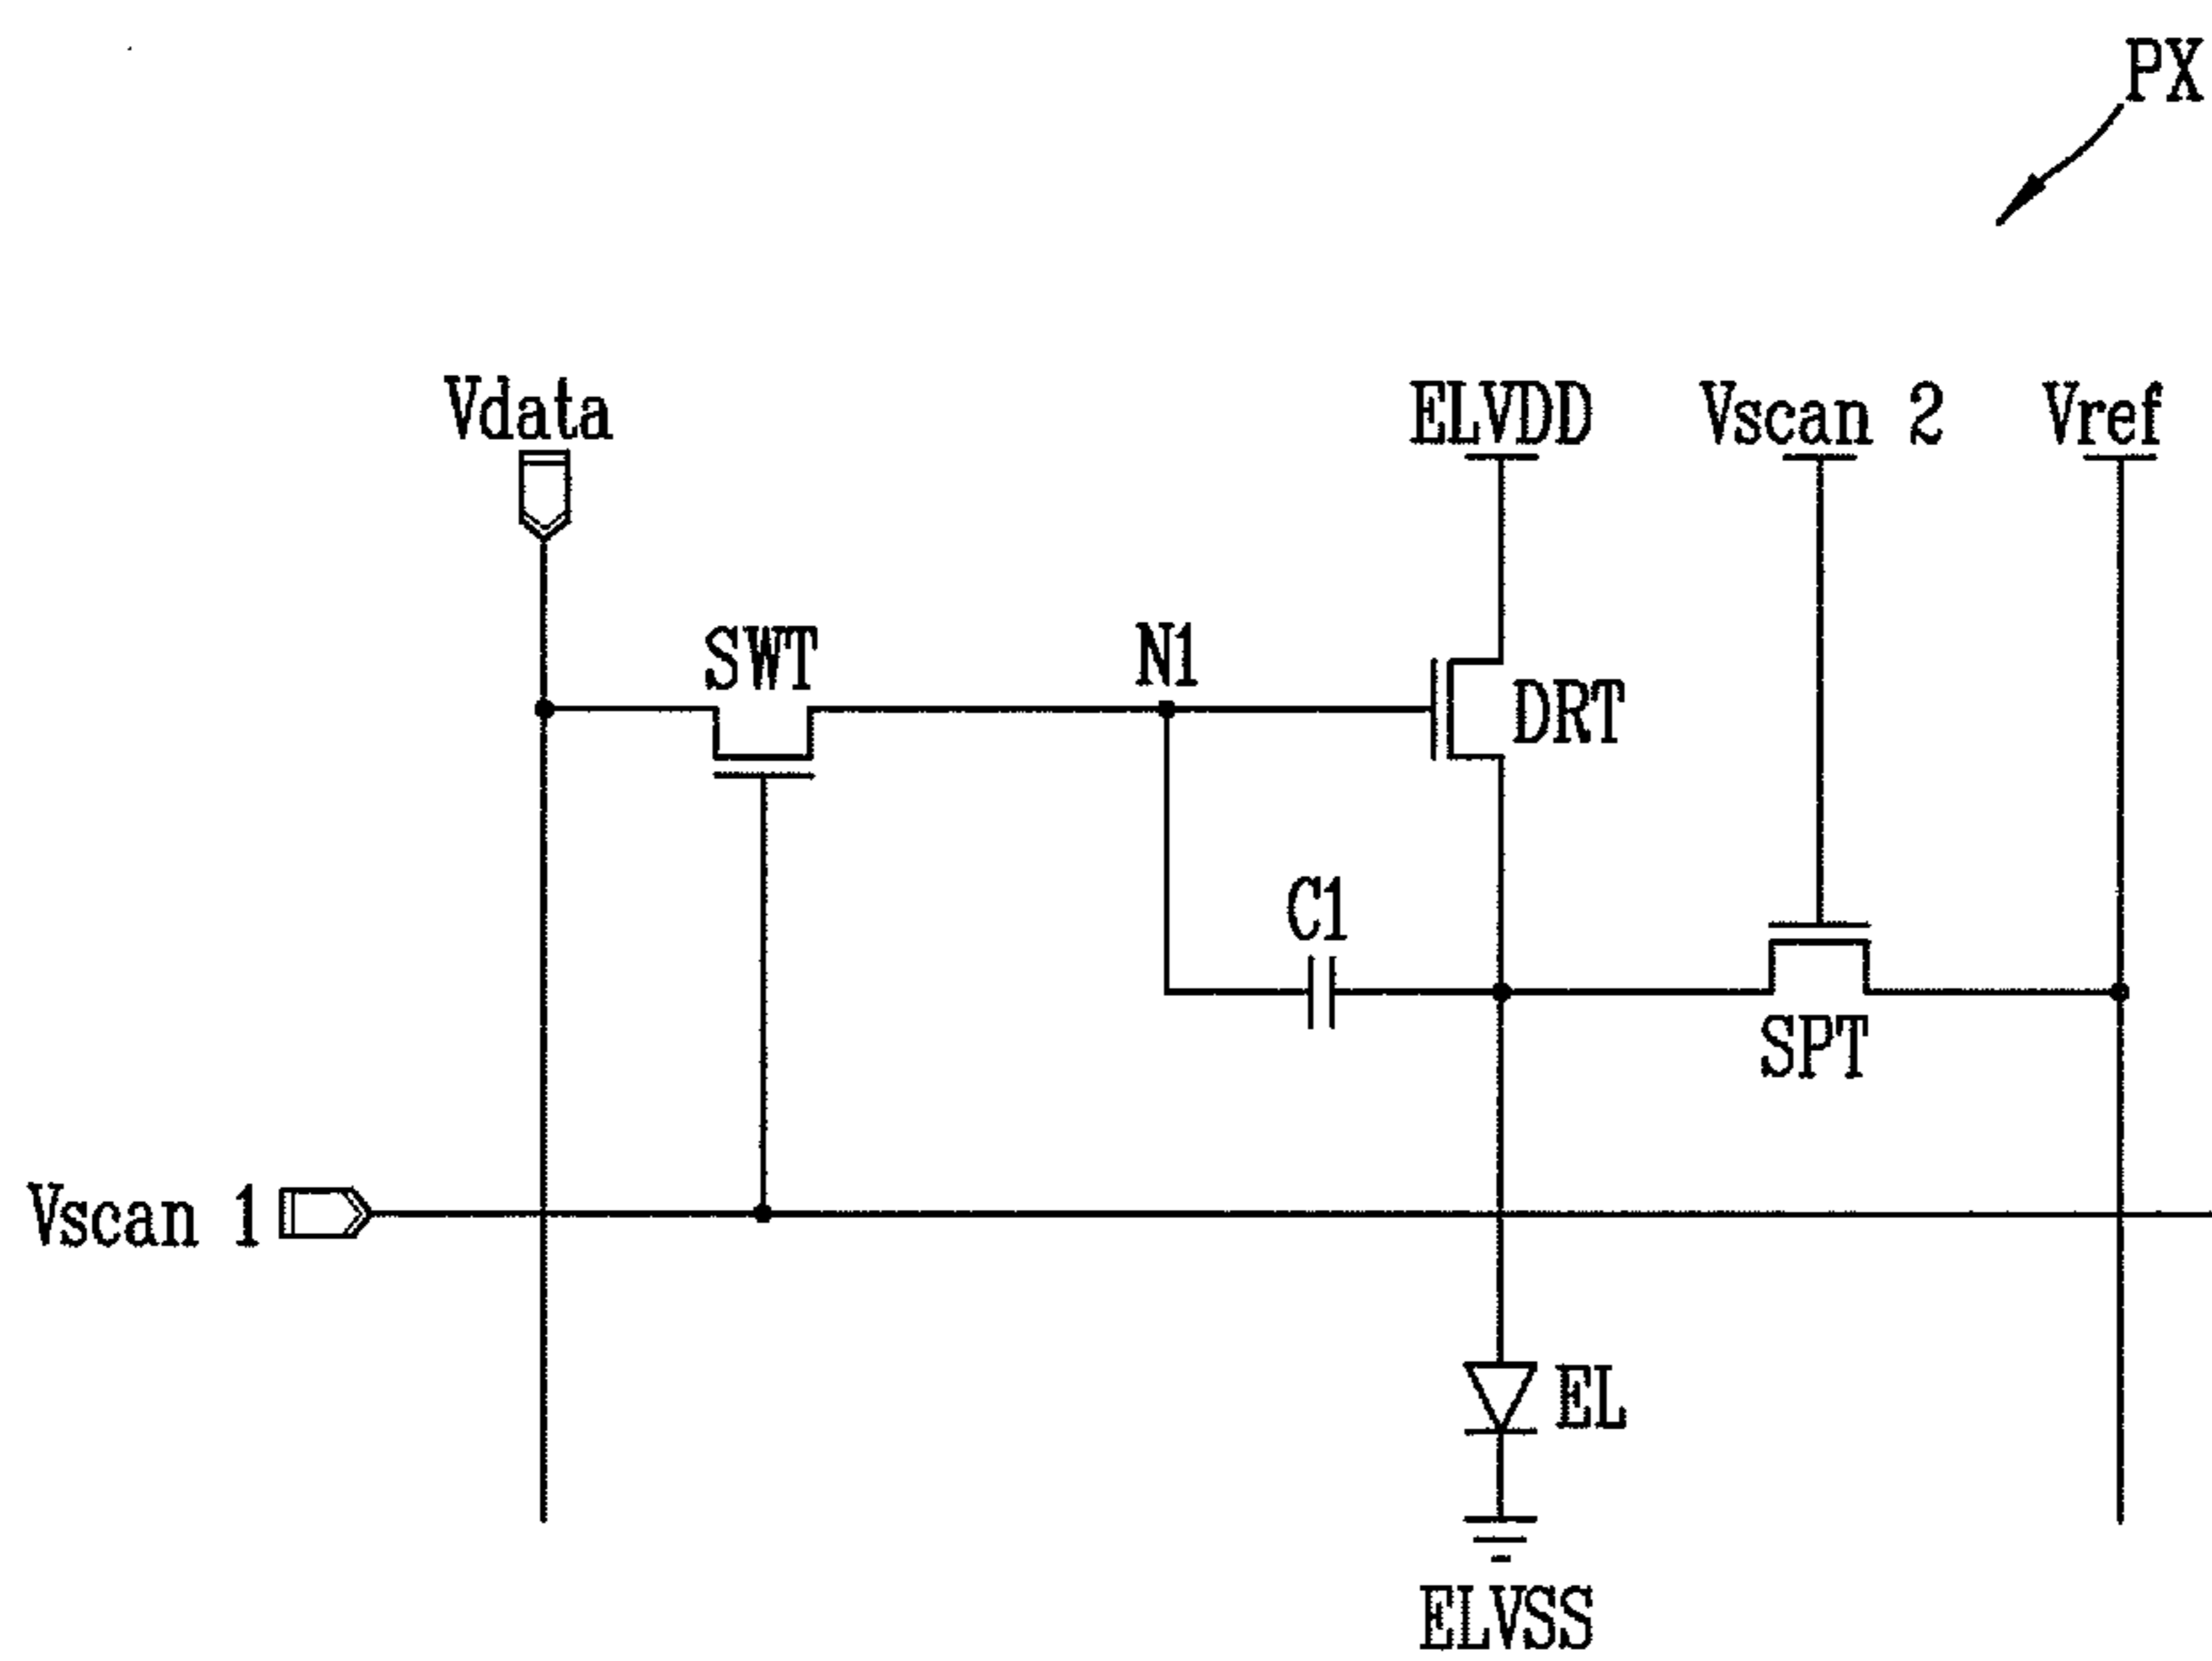 PX
Vdata
ELVDD
Vscan 2
Vref
SWT
N1
DRT
C1
SPT
Vscan 1
EL
ELVSS